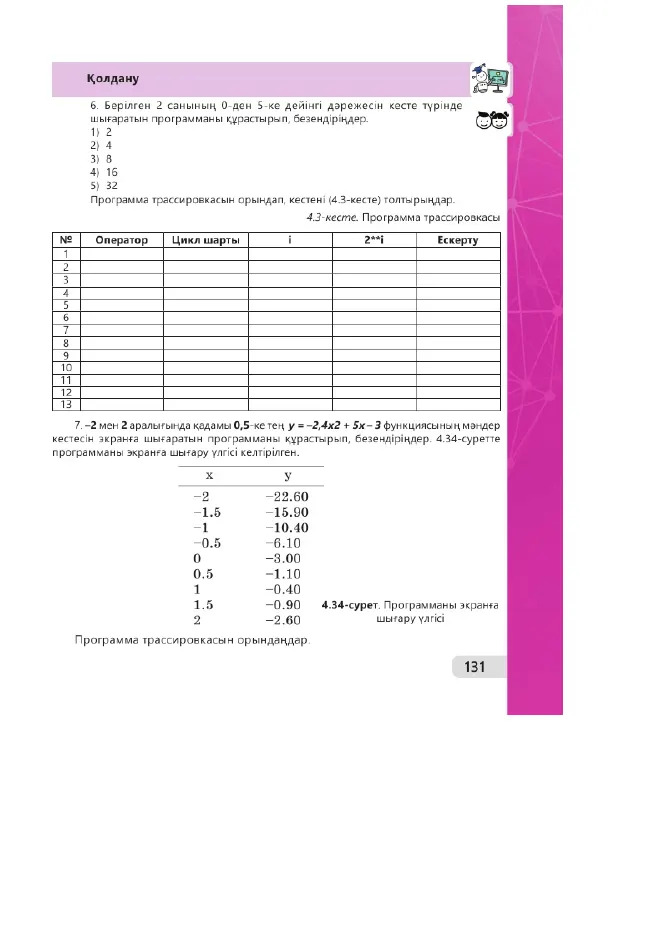 Қолдану
6. Берілген 2 санының 0-ден 5-ке дейінгі дәрежесін кесте түрінде
шығаратын программаны құрастырып, безендіріңдер.
1) 2
2) 4
3) 8
4) 16
5) 32
Программа трассировкасын орындап, кестені (4.3-кесте) толтырыңдар.
4.3-кесте. Программа трассировкасы
№ Оператор Цикл шарты i 2**i Ескерту
1
2
3
4
5
6
7
8
9
10
11
12
13
7. –2 мен 2 аралығында қадамы 0,5-ке тең y = –2,4x2 + 5x – 3 функциясының мәндер
кестесін экранға шығаратын программаны құрастырып, безендіріңдер. 4.34-суретте
программаны экранға шығару үлгісі келтірілген.
x y
–2 –22.60
–1.5 –15.90
–1 –10.40
–0.5 –6.10
0 –3.00
0.5 –1.10
1 –0.40
1.5 –0.90
2 –2.60
4.34-сурет. Программаны экранға
шығару үлгісі
Программа трассировкасын орындаңдар.
131